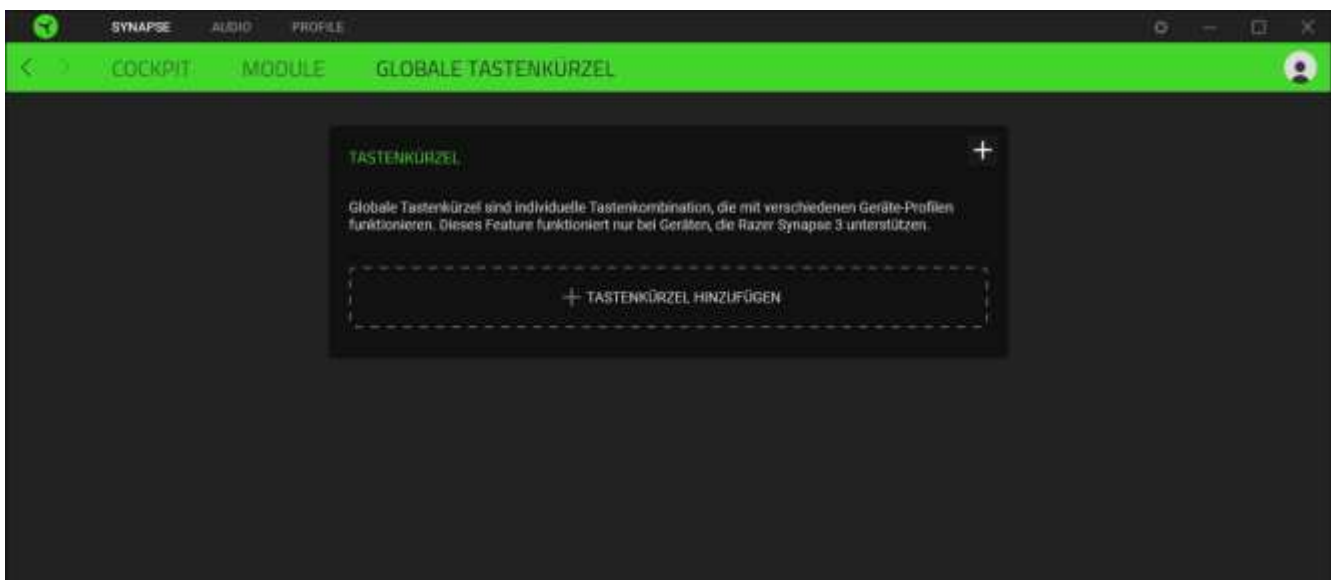 SYNAPSE AUDIO PROFILE
COCKPIT MODULE GLOBALE TASTENKÜRZEL
TASTENKÜRZEL
Globale Tastenkürzel sind individuelle Tastenkombination, die mit verschiedenen Geräte-Profilen
funktionieren. Dieses Feature funktioniert nur bei Geräten, die Razer Synapse 3 unterstützen.
+ TASTENKÜRZEL HINZUFÜGEN